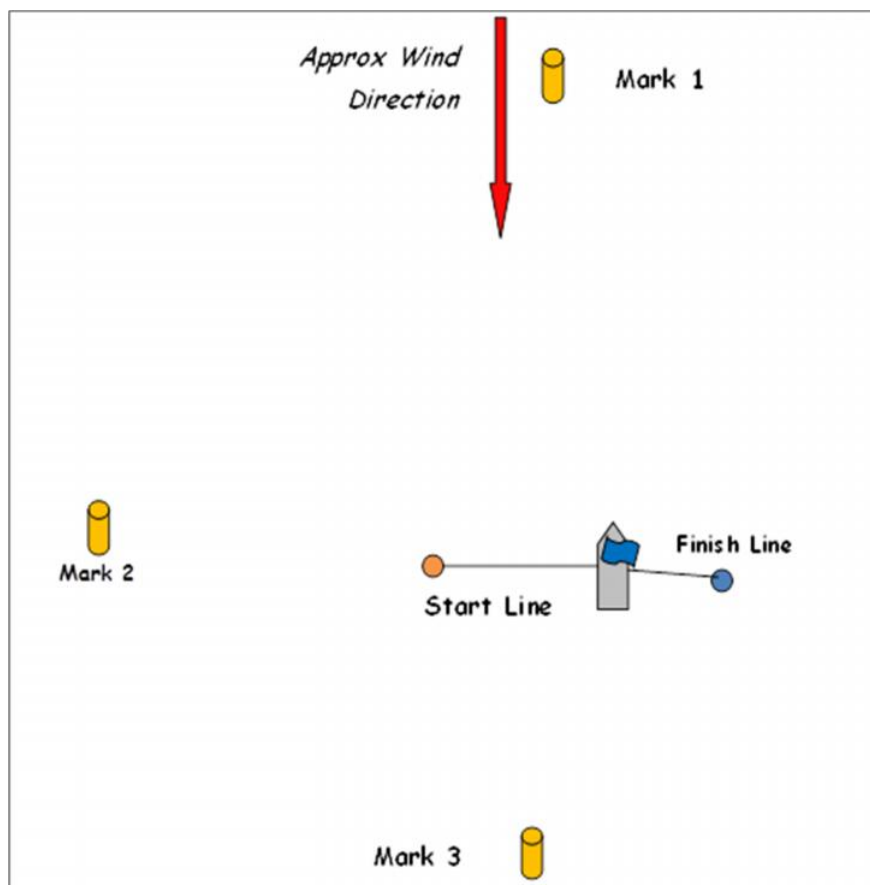 Approx Wind
Direction
Mark 1
Mark 2
Finish Line
Start Line
Mark 3